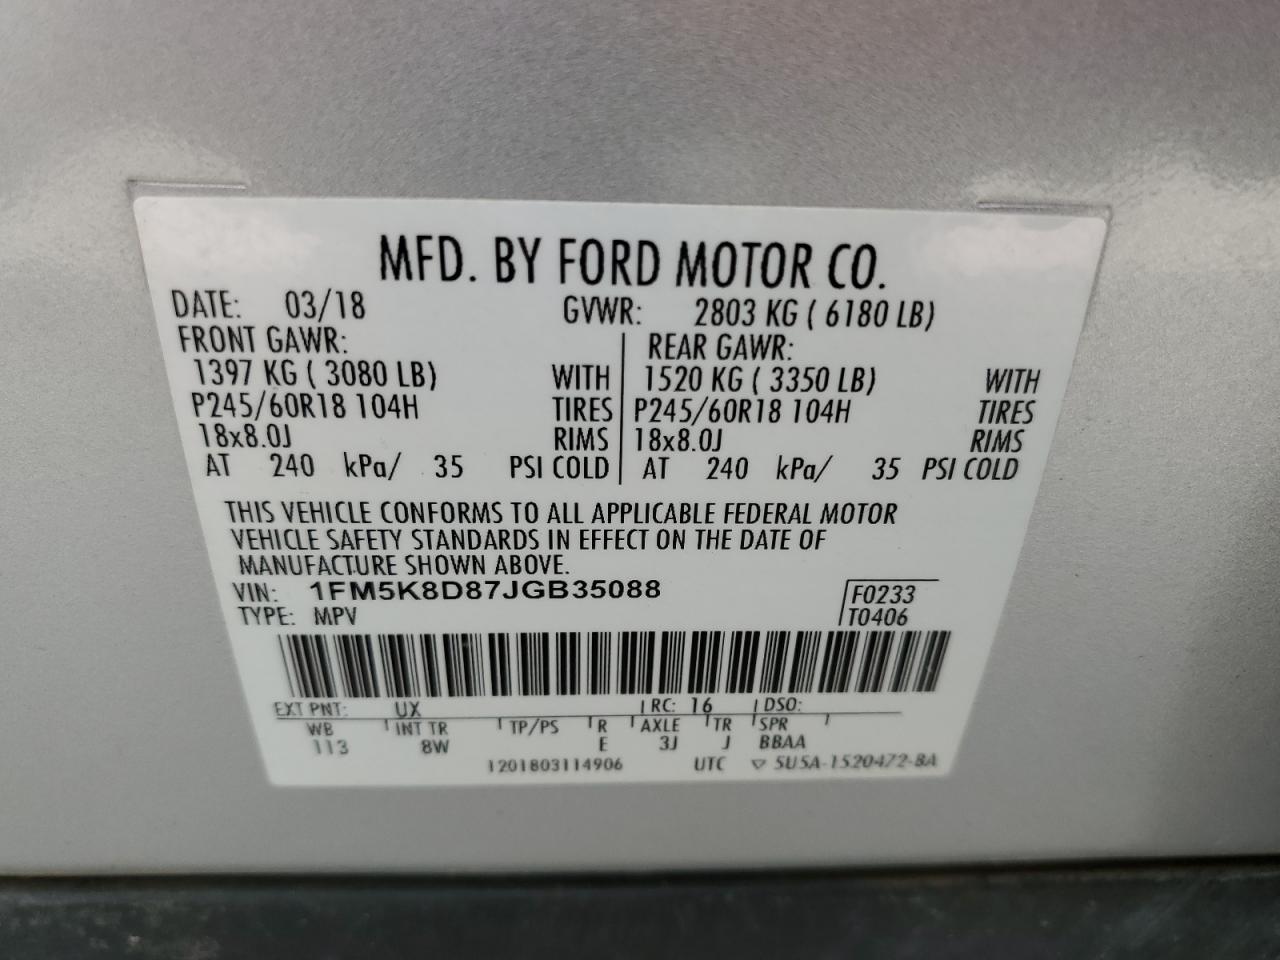 MFD. BY FORD MOTOR CO.
DATE: 03/18 GVWR: 2803 KG ( 6180 LB)
FRONT GAWR: REAR GAWR:
1397 KG ( 3080 LB) WITH 1520 KG ( 3350 LB) WITH
P245/60R18 104H TIRES P245/60R18 104H TIRES
18x8.0J RIMS 18x8.0J RIMS
AT 240 kPa/ 35 PSI COLD AT 240 kPa/ 35 PSI COLD
THIS VEHICLE CONFORMS TO ALL APPLICABLE FEDERAL MOTOR
VEHICLE SAFETY STANDARDS IN EFFECT ON THE DATE OF
MANUFACTURE SHOWN ABOVE.
VIN: 1FM5K8D87JGB35088 F0233
TYPE: MPV T0406
EXT PNT: UX RC: 16 DSO:
WB INT TR TP/PS R AXLE TR SPR
113 8W E 3J J BBAA
1201803114906 UTC ▽ 5U5A-1520472-BA